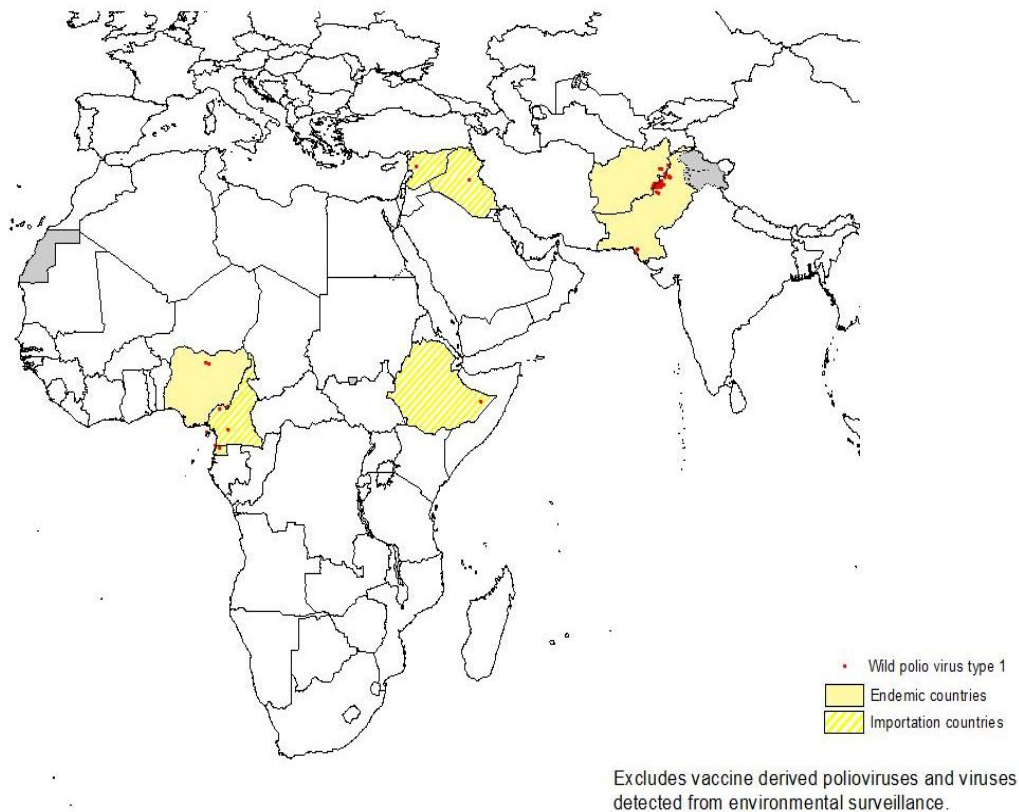 Wild polio virus type 1
Endemic countries
Importation countries
Excludes vaccine derived polioviruses and viruses
detected from environmental surveillance.